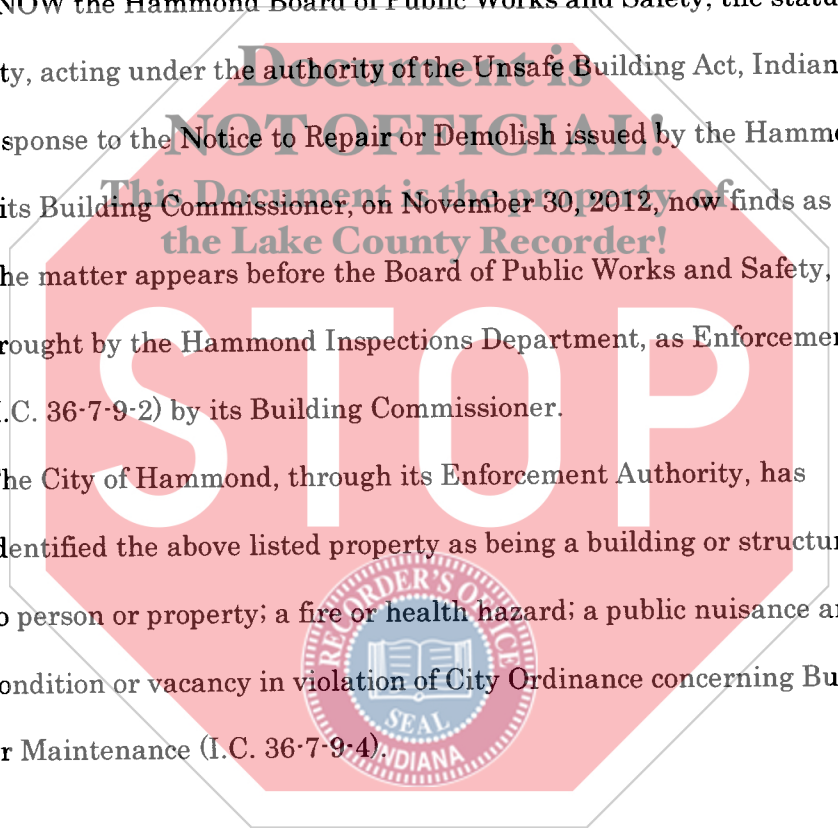 NOW the Hammond Board of Public Works and Safety, the statu
Document is
ty, acting under the authority of the Unsafe Building Act, Indian
NOT OFFICIAL!
sponse to the Notice to Repair or Demolish issued by the Hammo
This Document is the property of
its Building Commissioner, on November 30, 2012, now finds as
the Lake County Recorder!
he matter appears before the Board of Public Works and Safety,
rought by the Hammond Inspections Department, as Enforcemen
STOP
.C. 36-7-9-2) by its Building Commissioner.
he City of Hammond, through its Enforcement Authority, has
dentified the above listed property as being a building or structur
o person or property; a fire or health hazard; a public nuisance a
RECORDER'S OFFICE
ondition or vacancy in violation of City Ordinance concerning Bu
SEAL
r Maintenance (I.C. 36-7-9-4).
INDIANA